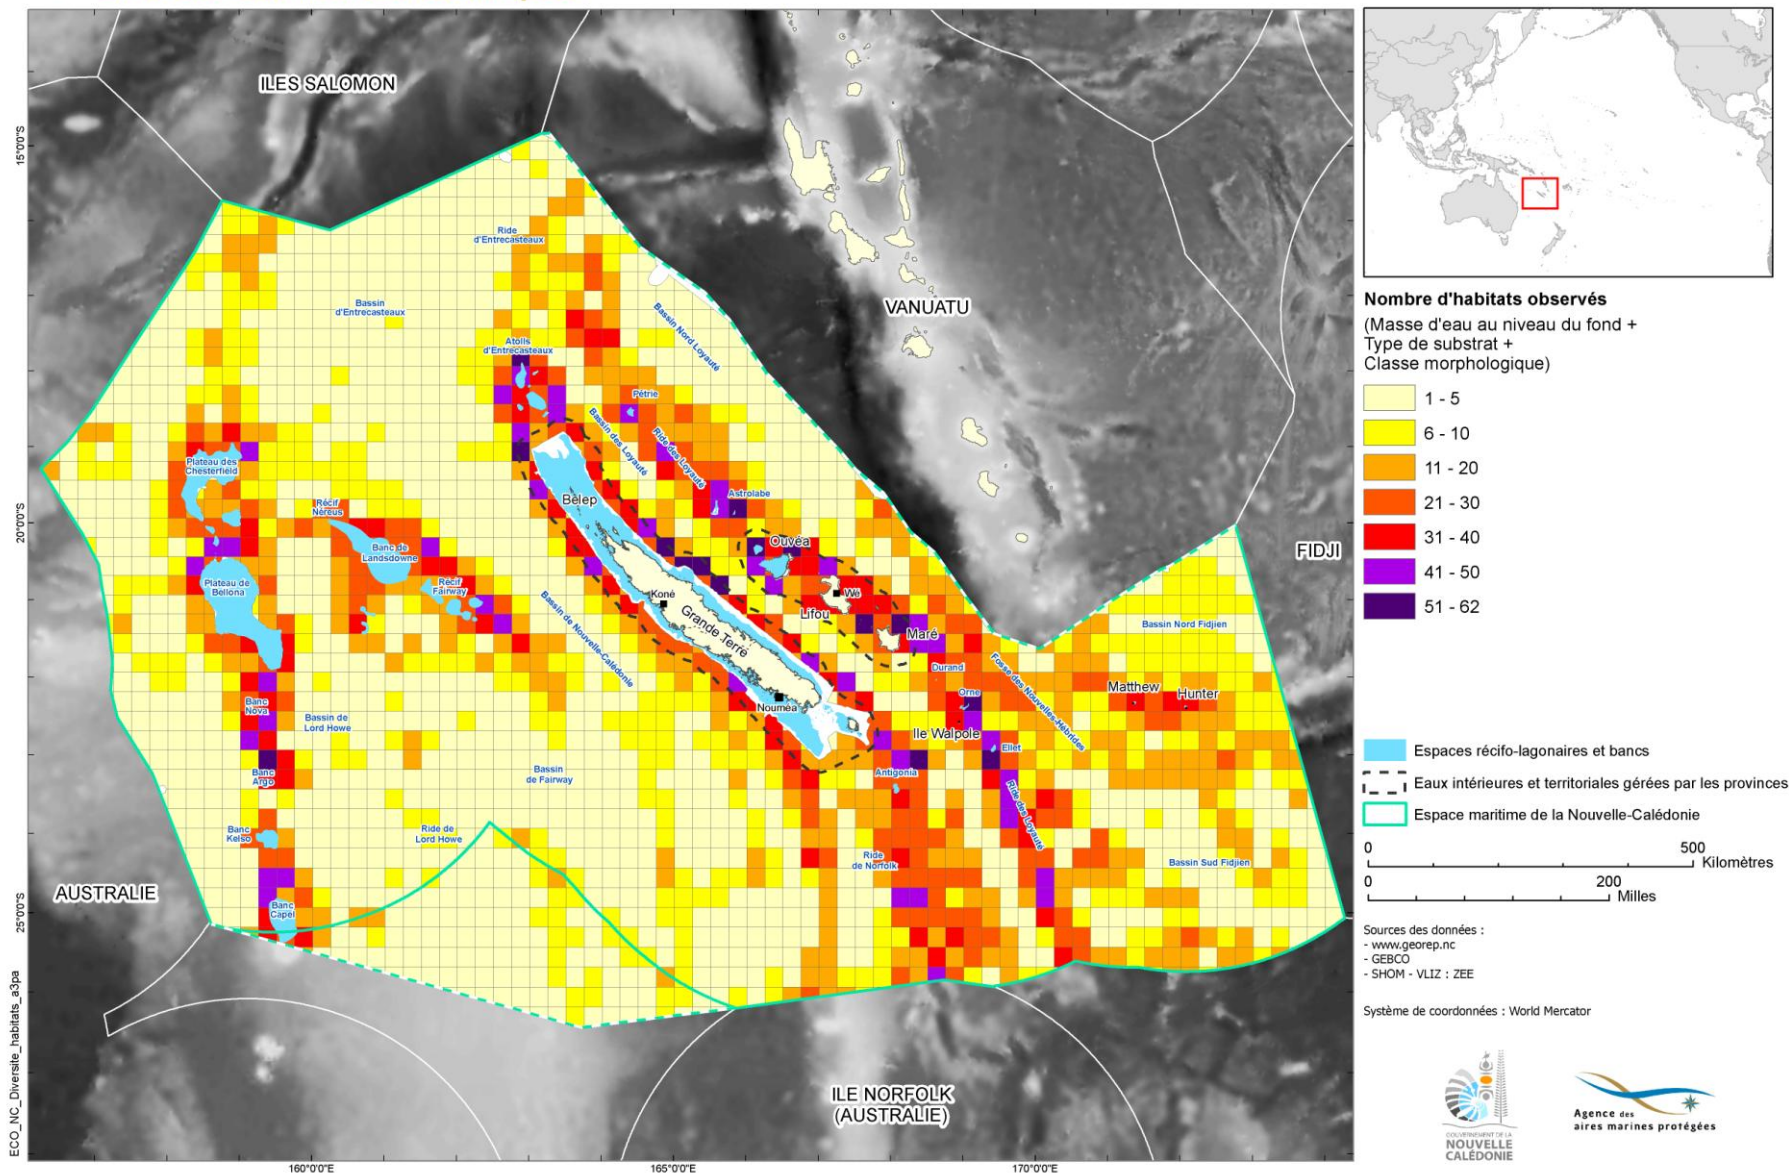 ILES SALOMON
VANUATU
FIDJI
AUSTRALIE
ILE NORFOLK
(AUSTRALIE)
15°0'0"S
20°0'0"S
25°0'0"S
160°0'0"E
165°0'0"E
170°0'0"E
ECO_NC_Diversite_habitats_a3pa
Ride
d'Entrecasteaux
Bassin
d'Entrecasteaux
Bassin Nord Loyauté
Atolls
d'Entrecasteaux
Pétrie
Bassin des Loyauté
Ride des Loyauté
Astrolabe
Plateau des
Chesterfield
Récif
Néréus
Banc de
Landsdowne
Récif
Fairway
Plateau de
Bellona
Belep
Ouvéa
Koné
Grande Terre
Wé
Lifou
Maré
Nouméa
Bassin de Nouvelle-Calédonie
Bassin Nord Fidjien
Durand
Fosse des Nouvelles-Hébrides
Matthew
Hunter
Orne
Ile Walpole
Ellet
Antigonia
Banc
Nova
Bassin de
Lord Howe
Banc
Argo
Bassin
de Fairway
Ride des Loyauté
Banc
Kelso
Ride de
Lord Howe
Ride
de Norfolk
Bassin Sud Fidjien
Banc
Capel
Nombre d'habitats observés
(Masse d'eau au niveau du fond +
Type de substrat +
Classe morphologique)
1 - 5
6 - 10
11 - 20
21 - 30
31 - 40
41 - 50
51 - 62
Espaces récifo-lagonaires et bancs
Eaux intérieures et territoriales gérées par les provinces
Espace maritime de la Nouvelle-Calédonie
0 500
Kilomètres
0 200
Milles
Sources des données :
- www.georep.nc
- GEBCO
- SHOM - VLIZ : ZEE
Système de coordonnées : World Mercator
GOUVERNEMENT DE LA
NOUVELLE
CALÉDONIE
Agence des
aires marines protégées